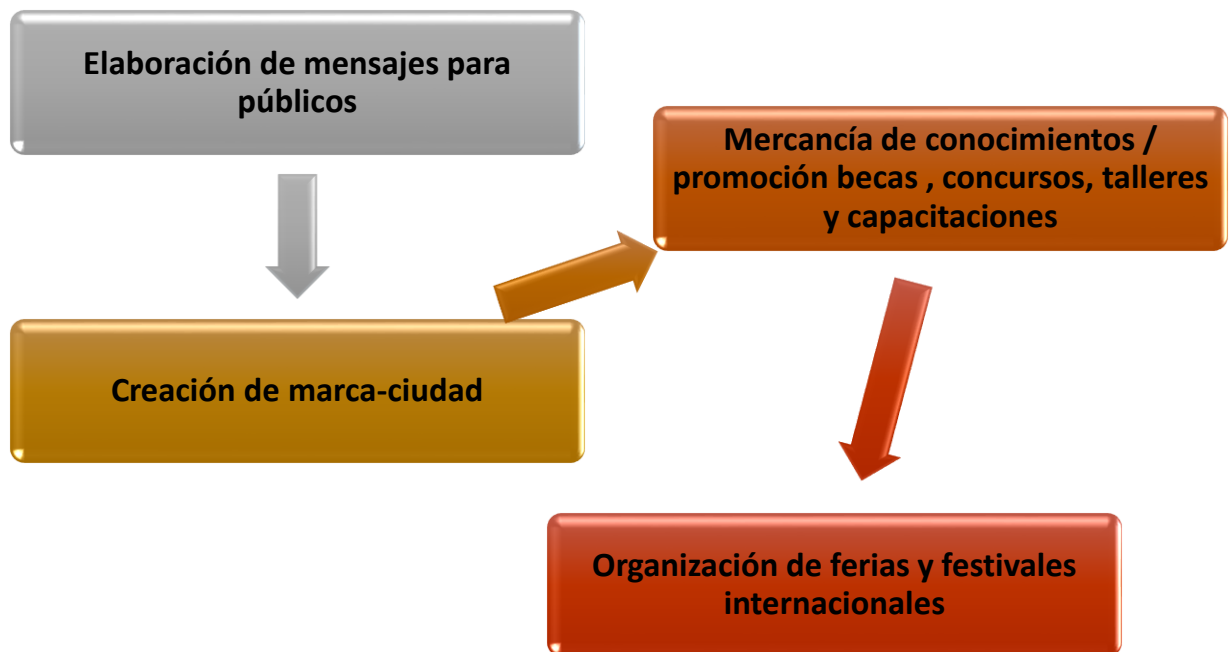 Elaboración de mensajes para
públicos
Creación de marca-ciudad
Mercancía de conocimientos /
promoción becas , concursos, talleres
y capacitaciones
Organización de ferias y festivales
internacionales